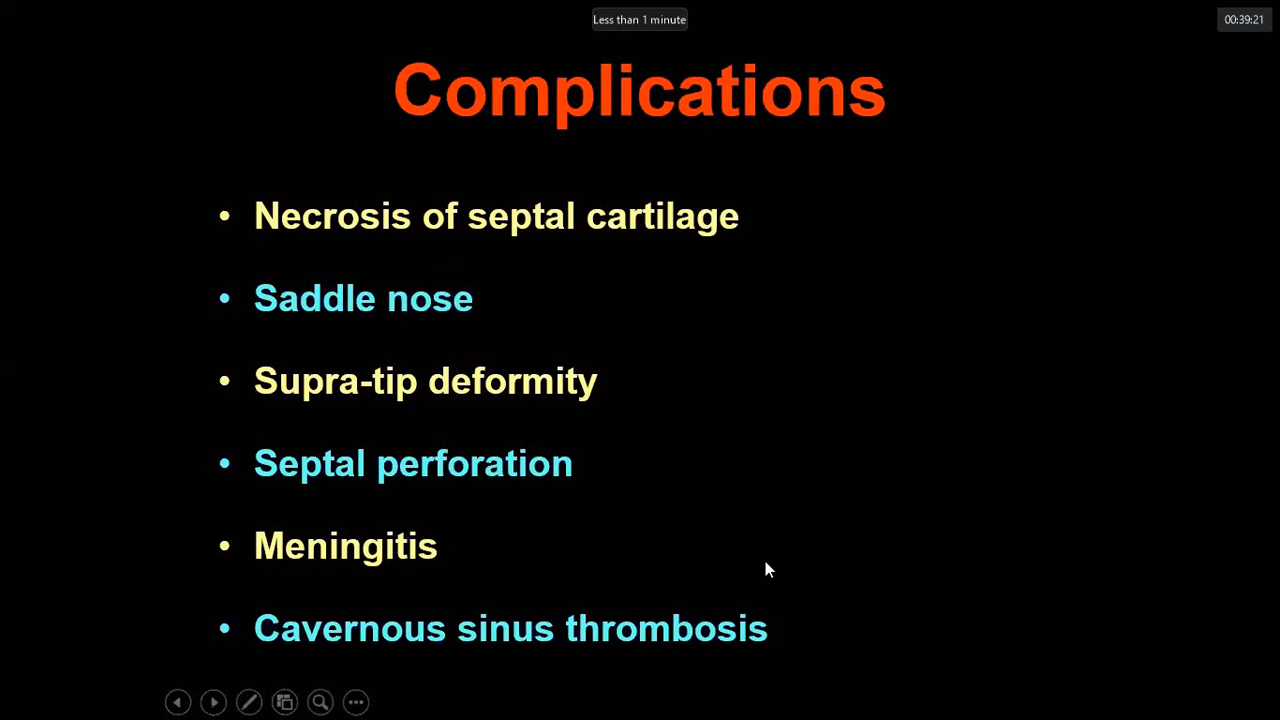 Less than 1 minute
00:39:21
Complications
• Necrosis of septal cartilage
• Saddle nose
• Supra-tip deformity
• Septal perforation
• Meningitis
• Cavernous sinus thrombosis